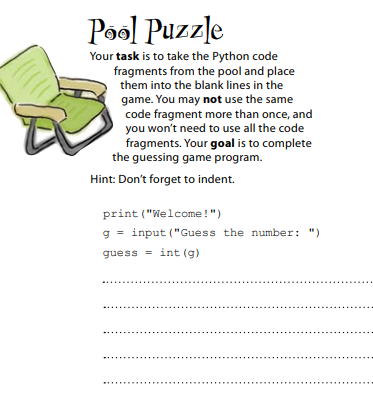 Pool Puzzle
Your task is to take the Python code
fragments from the pool and place
them into the blank lines in the
game. You may not use the same
code fragment more than once, and
you won’t need to use all the code
fragments. Your goal is to complete
the guessing game program.
Hint: Don’t forget to indent.
print("Welcome!")
g = input("Guess the number: ")
guess = int(g)